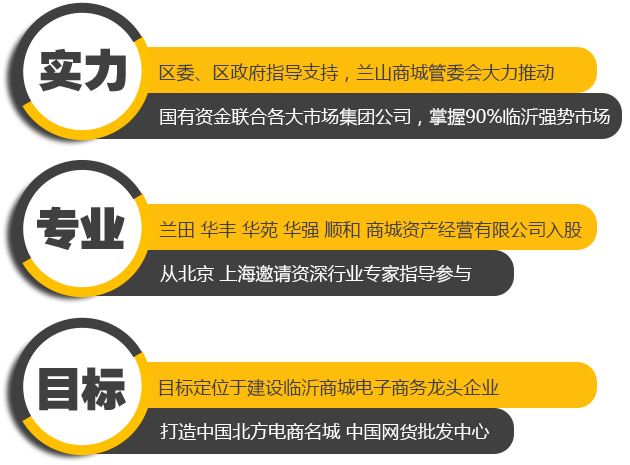 实力
区委、区政府指导支持，兰山商城管委会大力推动
国有资金联合各大市场集团公司，掌握90%临沂强势市场
专业
兰田 华丰 华苑 华强 顺和 商城资产经营有限公司入股
从北京 上海邀请资深行业专家指导参与
目标
目标定位于建设临沂商城电子商务龙头企业
打造中国北方电商名城 中国网货批发中心